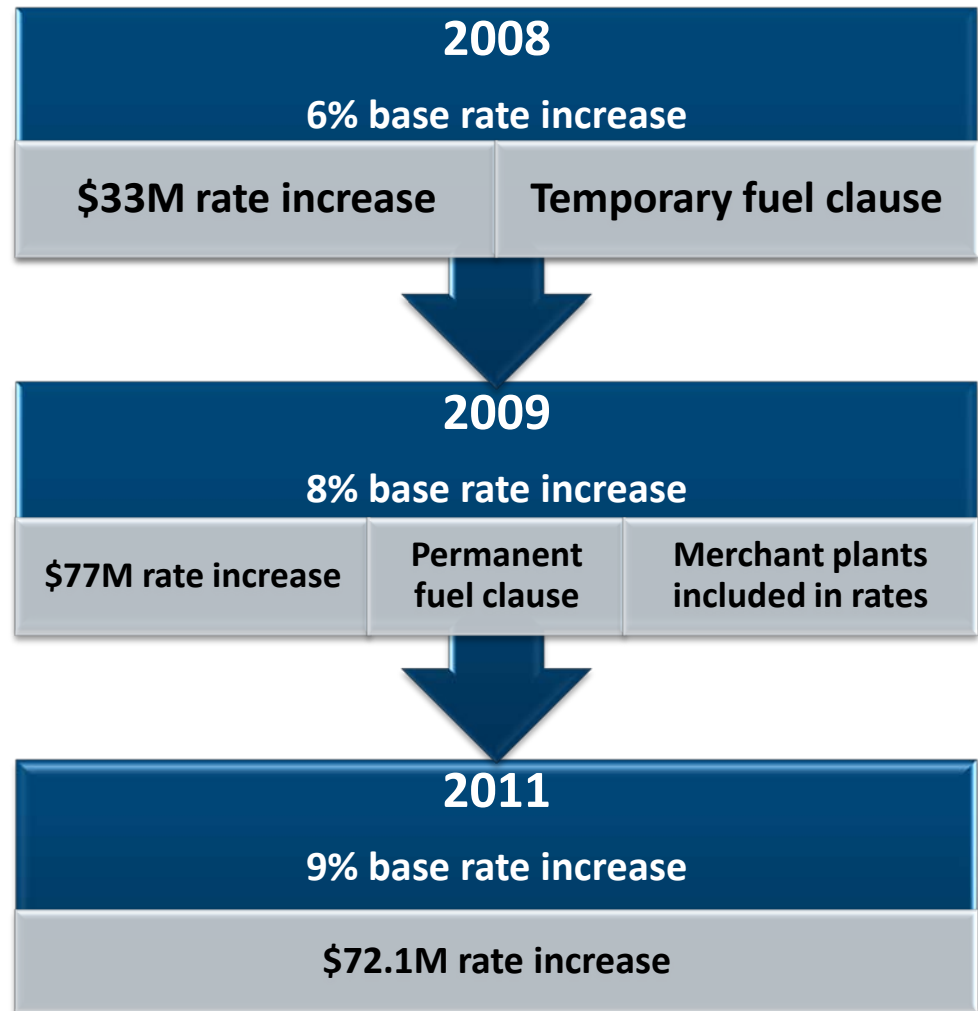 2008
6% base rate increase
$33M rate increase
Temporary fuel clause
2009
8% base rate increase
$77M rate increase
Permanent
fuel clause
Merchant plants
included in rates
2011
9% base rate increase
$72.1M rate increase